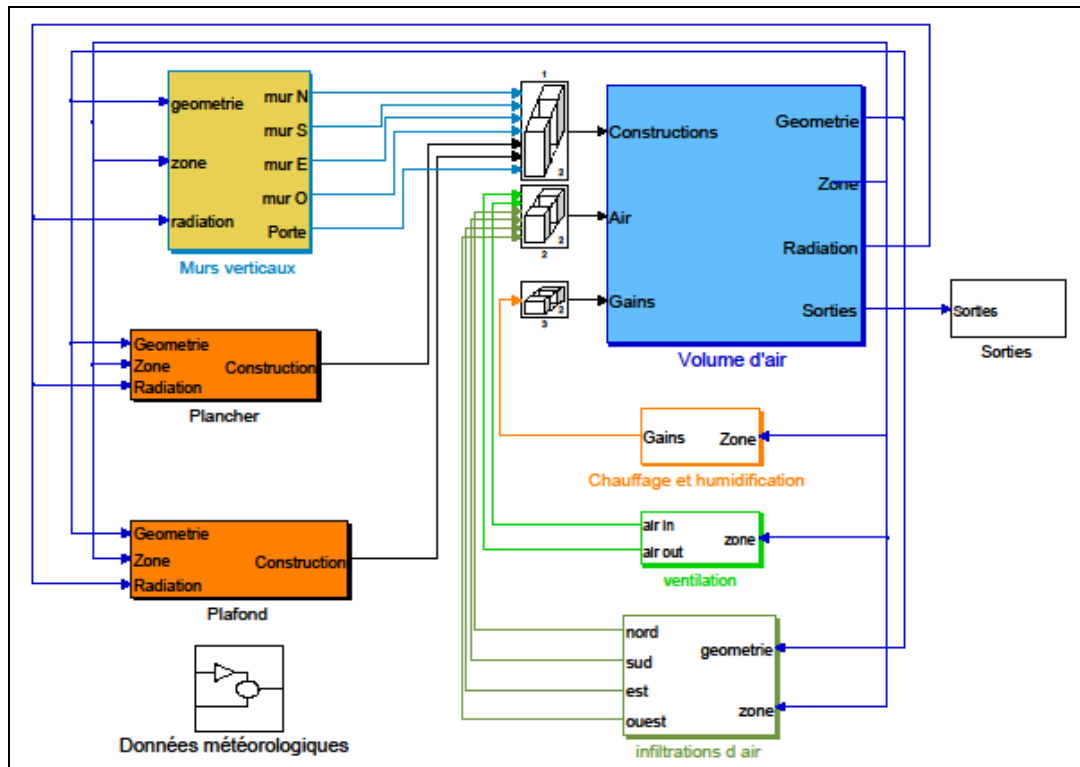 geometrie
zone
radiation
mur N
mur S
mur E
mur O
Porte
Murs verticaux
Geometrie
Zone
Radiation
Construction
Plancher
Geometrie
Zone
Radiation
Construction
Plafond
Données météorologiques
1
2
2
2
2
3
Constructions
Air
Gains
Geometrie
Zone
Radiation
Sorties
Volume d'air
Sorties
Sorties
Gains
Zone
Chauffage et humidification
air in
air out
zone
ventilation
nord
sud
est
ouest
geometrie
zone
infiltrations d air